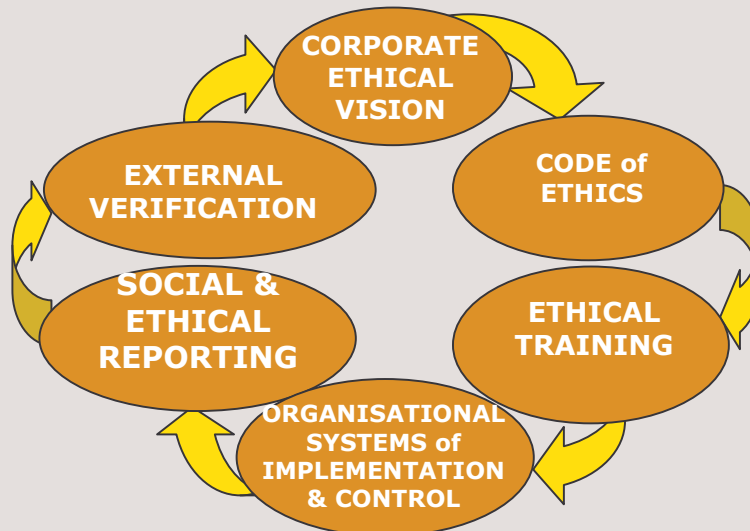 CORPORATE
ETHICAL
VISION
CODE of
ETHICS
ETHICAL
TRAINING
ORGANISATIONAL
SYSTEMS of
IMPLEMENTATION
& CONTROL
SOCIAL &
ETHICAL
REPORTING
EXTERNAL
VERIFICATION